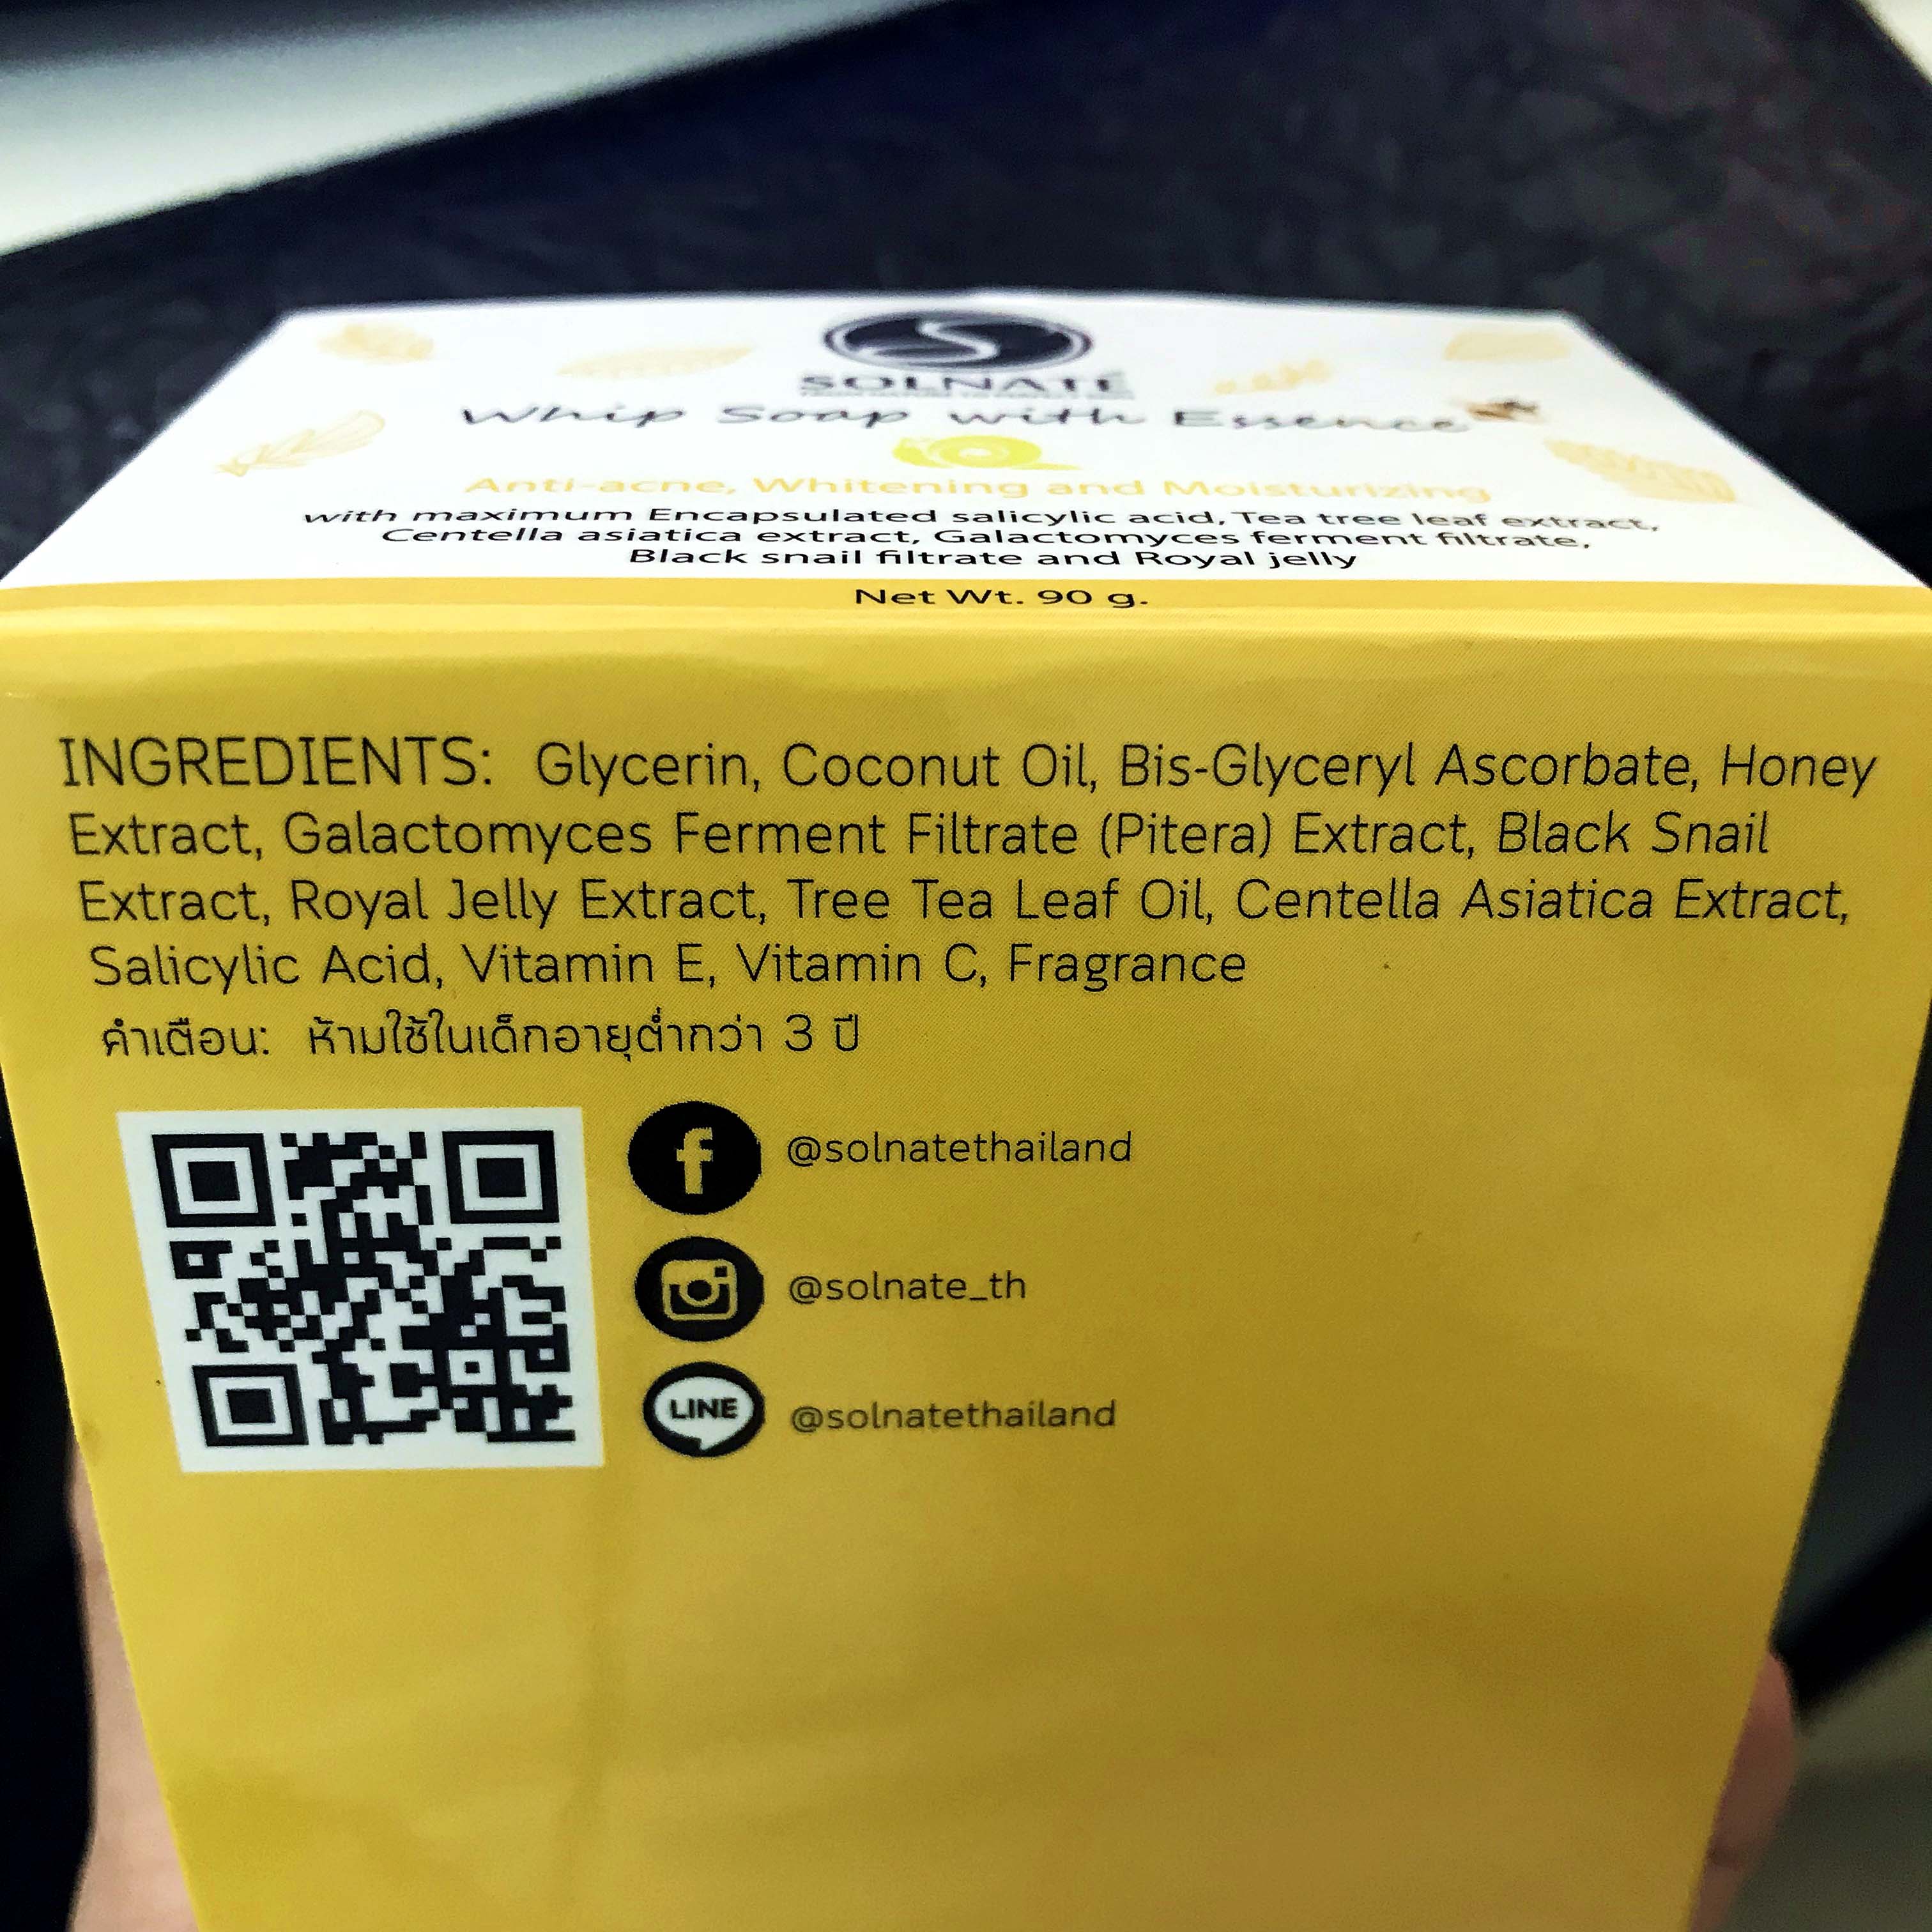 SOLNATÉ
Whip Soap with Essence
Anti-acne, Whitening and Moisturizing
with maximum Encapsulated salicylic acid, Tea tree leaf extract,
Centella asiatica extract, Galactomyces ferment filtrate,
Black snail filtrate and Royal jelly
Net Wt. 90 g.
INGREDIENTS: Glycerin, Coconut Oil, Bis-Glyceryl Ascorbate, Honey
Extract, Galactomyces Ferment Filtrate (Pitera) Extract, Black Snail
Extract, Royal Jelly Extract, Tree Tea Leaf Oil, Centella Asiatica Extract,
Salicylic Acid, Vitamin E, Vitamin C, Fragrance
คำเตือน: ห้ามใช้ในเด็กอายุต่ำกว่า 3 ปี
@solnatethailand
@solnate_th
LINE @solnatethailand